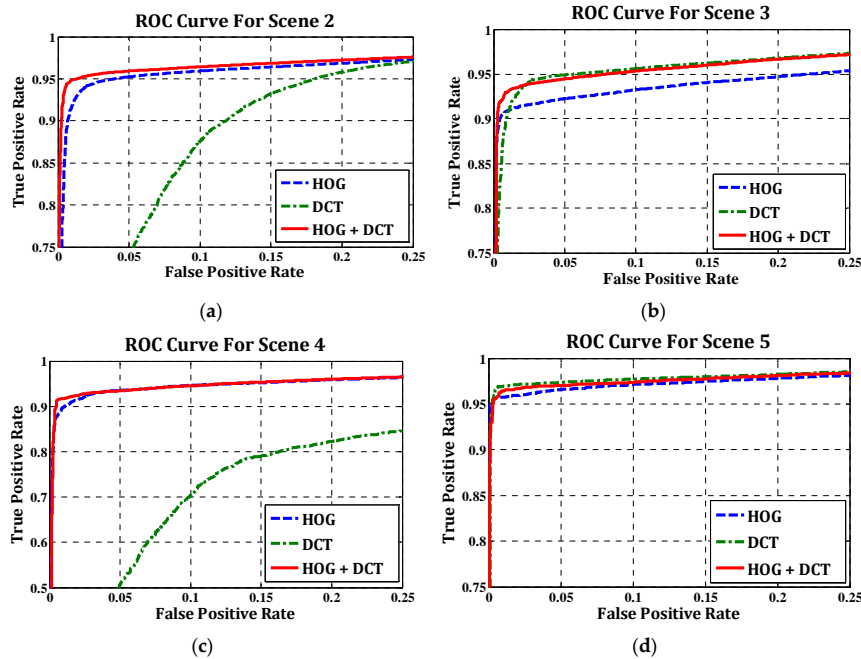 ROC Curve For Scene 2
True Positive Rate
1
0.95
0.9
0.85
0.8
0.75
0
0.05
0.1
0.15
0.2
0.25
False Positive Rate
HOG
DCT
HOG + DCT
(a)
ROC Curve For Scene 3
True Positive Rate
1
0.95
0.9
0.85
0.8
0.75
0
0.05
0.1
0.15
0.2
0.25
False Positive Rate
HOG
DCT
HOG + DCT
(b)
ROC Curve For Scene 4
True Positive Rate
1
0.9
0.8
0.7
0.6
0.5
0
0.05
0.1
0.15
0.2
0.25
False Positive Rate
HOG
DCT
HOG + DCT
(c)
ROC Curve For Scene 5
True Positive Rate
1
0.95
0.9
0.85
0.8
0.75
0
0.05
0.1
0.15
0.2
0.25
False Positive Rate
HOG
DCT
HOG + DCT
(d)